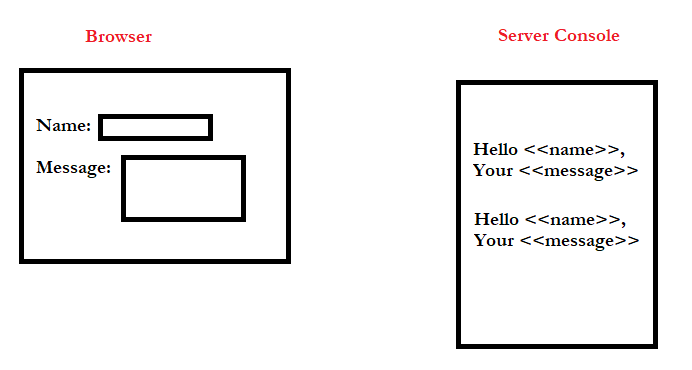 Browser
Name:
Message:
Server Console
Hello <<name>>,
Your <<message>>
Hello <<name>>,
Your <<message>>